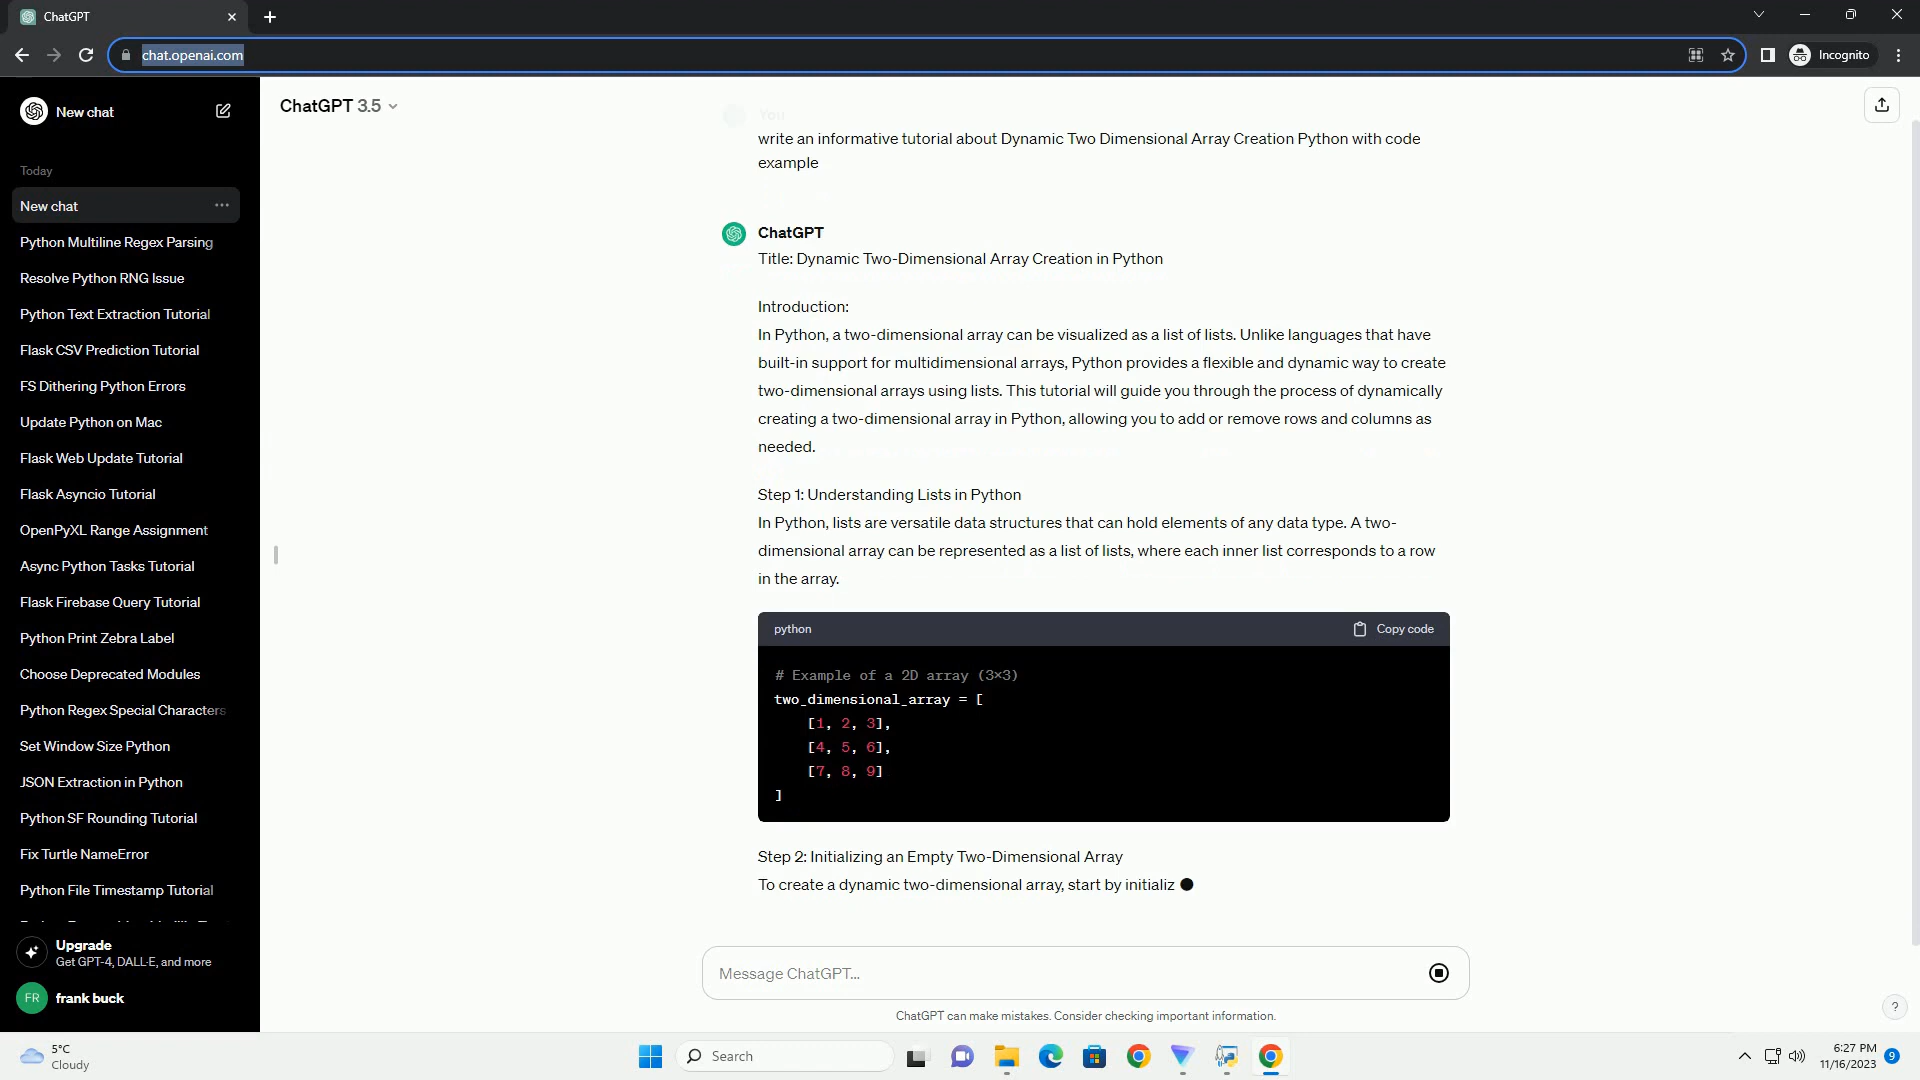 ChatGPT
chat.openai.com
Incognito
New chat
Today
New chat
Python Multiline Regex Parsing
Resolve Python RNG Issue
Python Text Extraction Tutorial
Flask CSV Prediction Tutorial
FS Dithering Python Errors
Update Python on Mac
Flask Web Update Tutorial
Flask Asyncio Tutorial
OpenPyXL Range Assignment
Async Python Tasks Tutorial
Flask Firebase Query Tutorial
Python Print Zebra Label
Choose Deprecated Modules
Python Regex Special Characters
Set Window Size Python
JSON Extraction in Python
Python SF Rounding Tutorial
Fix Turtle NameError
Python File Timestamp Tutorial
Upgrade
Get GPT-4, DALL·E, and more
FR
frank buck
ChatGPT 3.5
You
write an informative tutorial about Dynamic Two Dimensional Array Creation Python with code
example
ChatGPT
Title: Dynamic Two-Dimensional Array Creation in Python
Introduction:
In Python, a two-dimensional array can be visualized as a list of lists. Unlike languages that have
built-in support for multidimensional arrays, Python provides a flexible and dynamic way to create
two-dimensional arrays using lists. This tutorial will guide you through the process of dynamically
creating a two-dimensional array in Python, allowing you to add or remove rows and columns as
needed.
Step 1: Understanding Lists in Python
In Python, lists are versatile data structures that can hold elements of any data type. A two-
dimensional array can be represented as a list of lists, where each inner list corresponds to a row
in the array.
python
Copy code
# Example of a 2D array (3x3)
two_dimensional_array = [
[1, 2, 3],
[4, 5, 6],
[7, 8, 9]
]
Step 2: Initializing an Empty Two-Dimensional Array
To create a dynamic two-dimensional array, start by initializ
Message ChatGPT...
ChatGPT can make mistakes. Consider checking important information.
?
5°C
Cloudy
Search
6:27 PM
11/16/2023
9